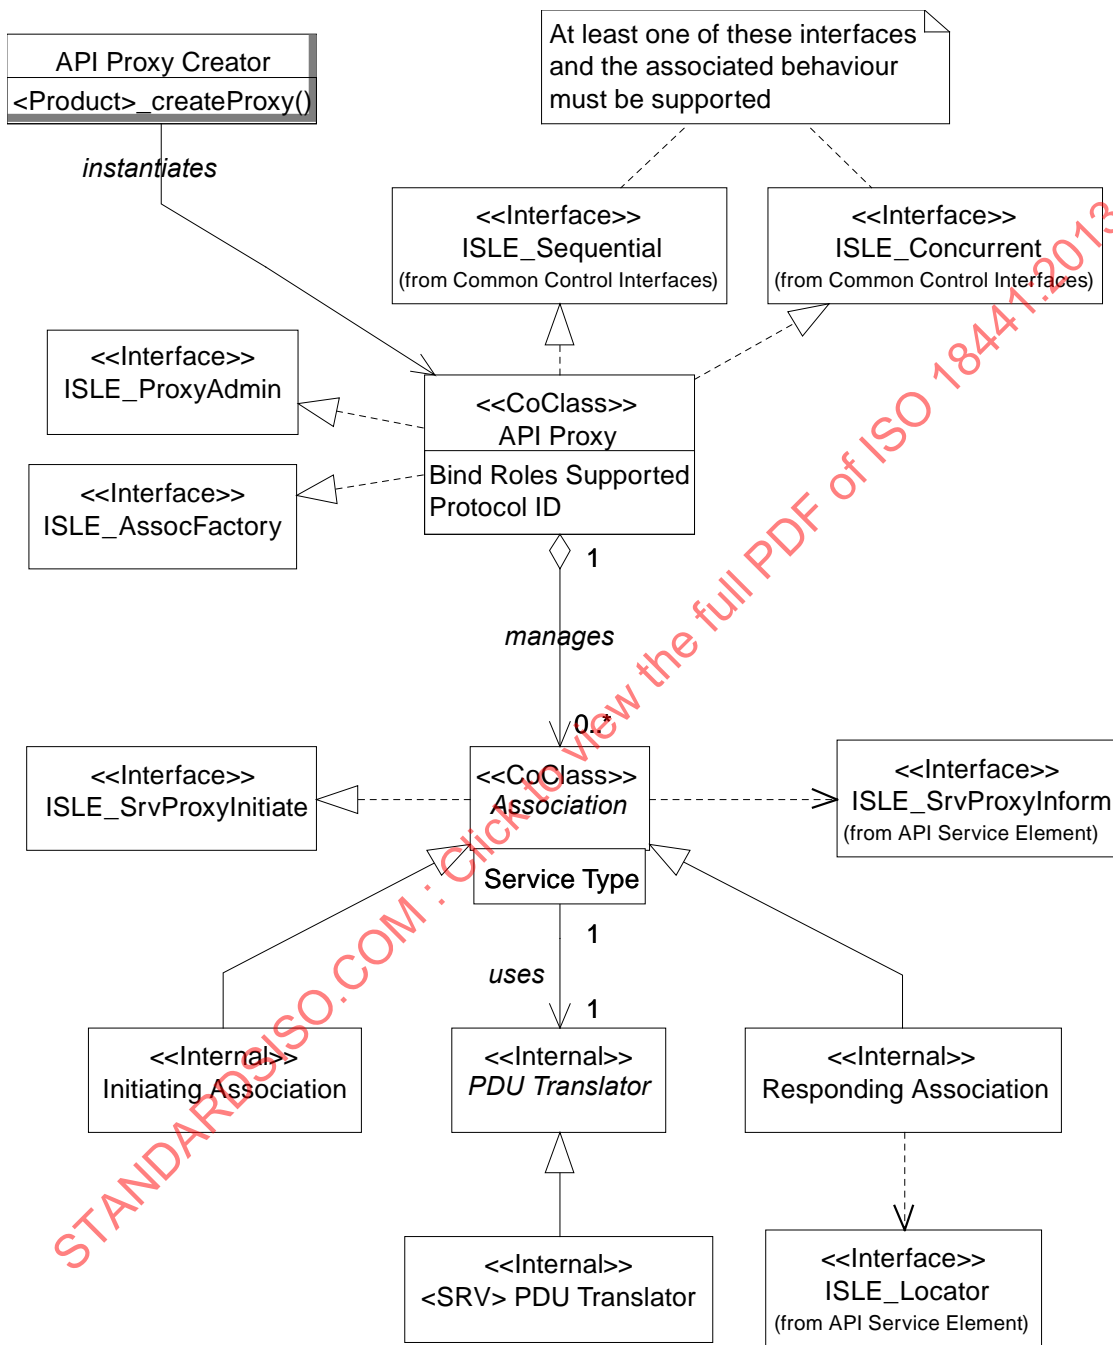 API Proxy Creator
<Product>_createProxy()
At least one of these interfaces
and the associated behaviour
must be supported
instantiates
<<Interface>>
ISLE_Sequential
(from Common Control Interfaces)
<<Interface>>
ISLE_Concurrent
(from Common Control Interfaces)
<<Interface>>
ISLE_ProxyAdmin
<<CoClass>>
API Proxy
Bind Roles Supported
Protocol ID
<<Interface>>
ISLE_AssocFactory
1
manages
0..*
<<Interface>>
ISLE_SrvProxyInitiate
<<CoClass>>
Association
Service Type
<<Interface>>
ISLE_SrvProxyInform
(from API Service Element)
1
uses
1
<<Internal>>
Initiating Association
<<Internal>>
PDU Translator
<<Internal>>
Responding Association
<<Internal>>
<SRV> PDU Translator
<<Interface>>
ISLE_Locator
(from API Service Element)
STANDARDSISO.COM : Click to view the full PDF of ISO 18441:2013